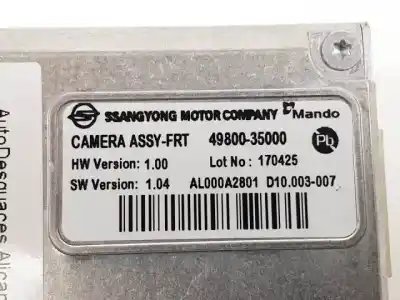 SSANGYONG MOTOR COMPANY Mando
CAMERA ASSY-FRT 49800-35000
Pb
HW Version: 1.00 Lot No: 170425
SW Version: 1.04 AL000A2801 D10.003-007
AutoDesguaces Alican